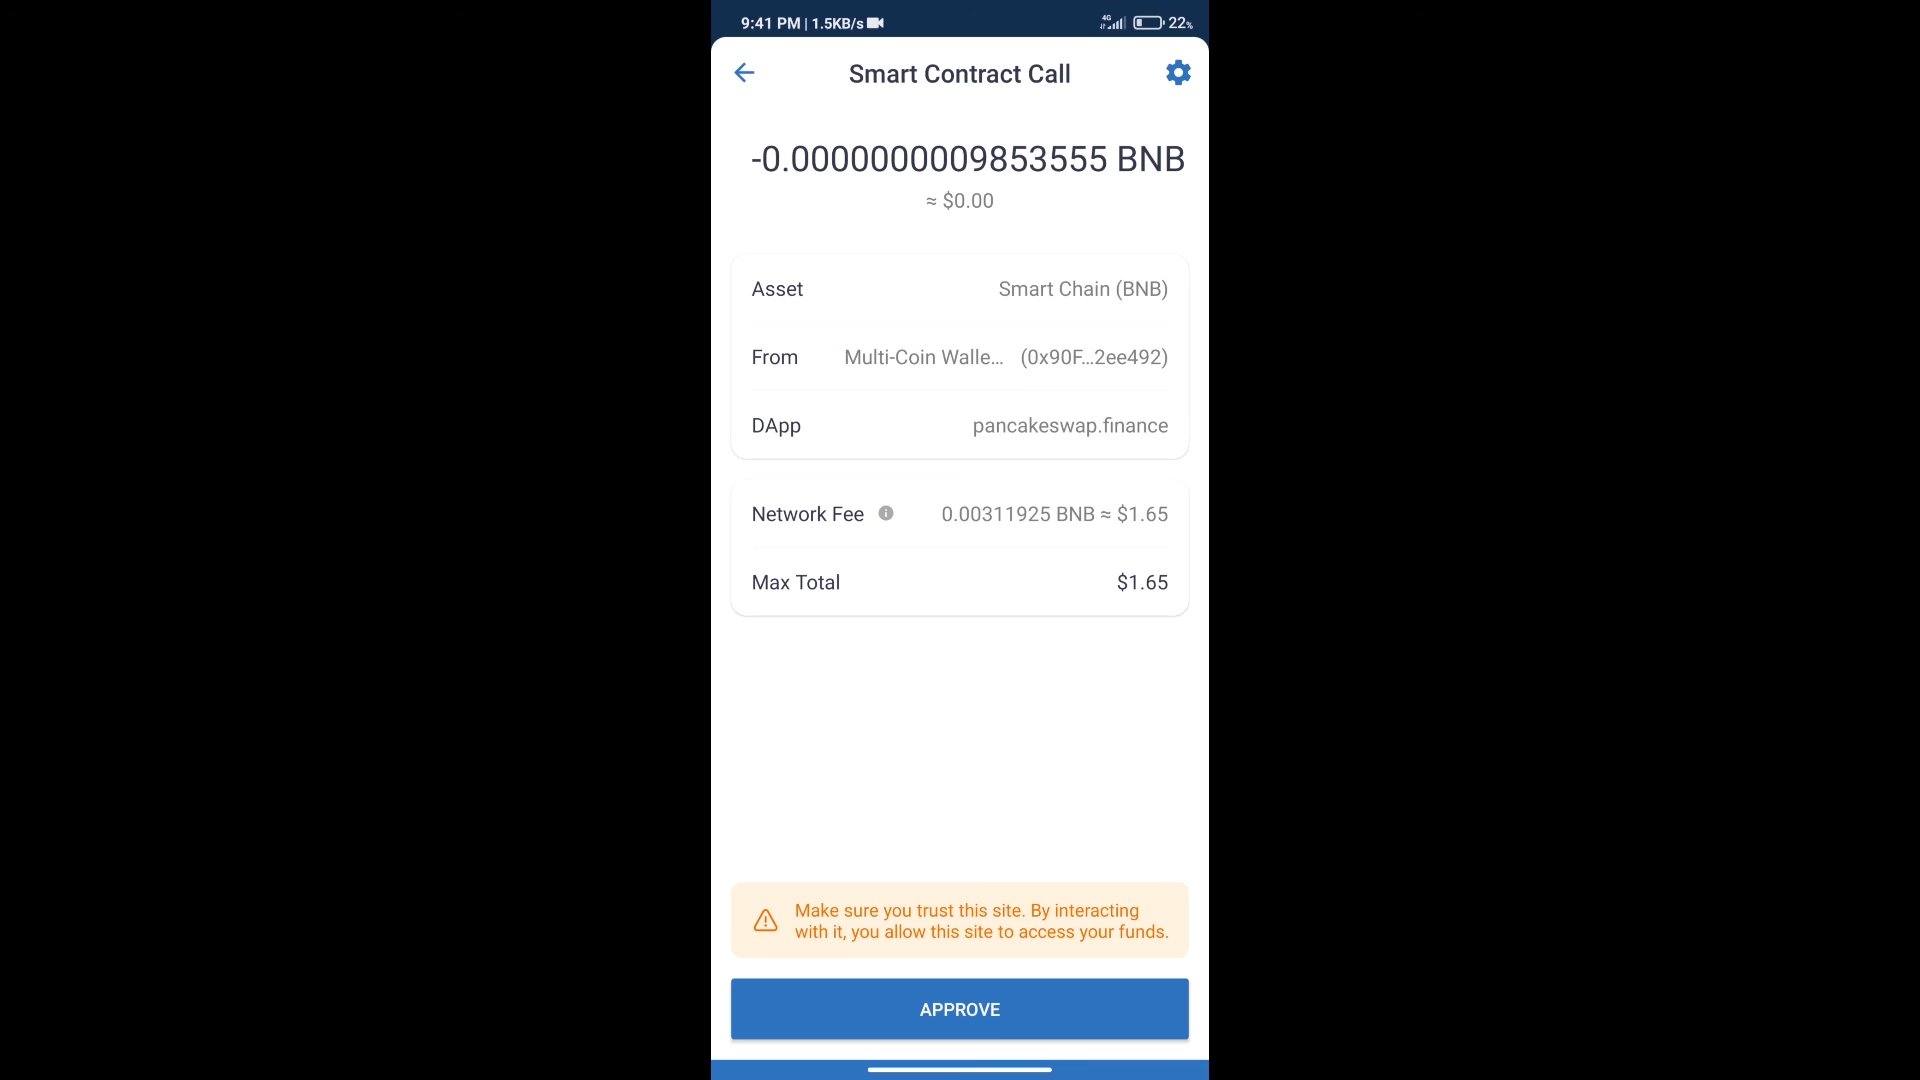 9:41 PM | 1.5KB/s 4G 22%
Smart Contract Call
-0.0000000009853555 BNB
≈ $0.00
Asset Smart Chain (BNB)
From Multi-Coin Walle... (0x90F...2ee492)
DApp pancakeswap.finance
Network Fee 0.00311925 BNB ≈ $1.65
Max Total $1.65
Make sure you trust this site. By interacting
with it, you allow this site to access your funds.
APPROVE